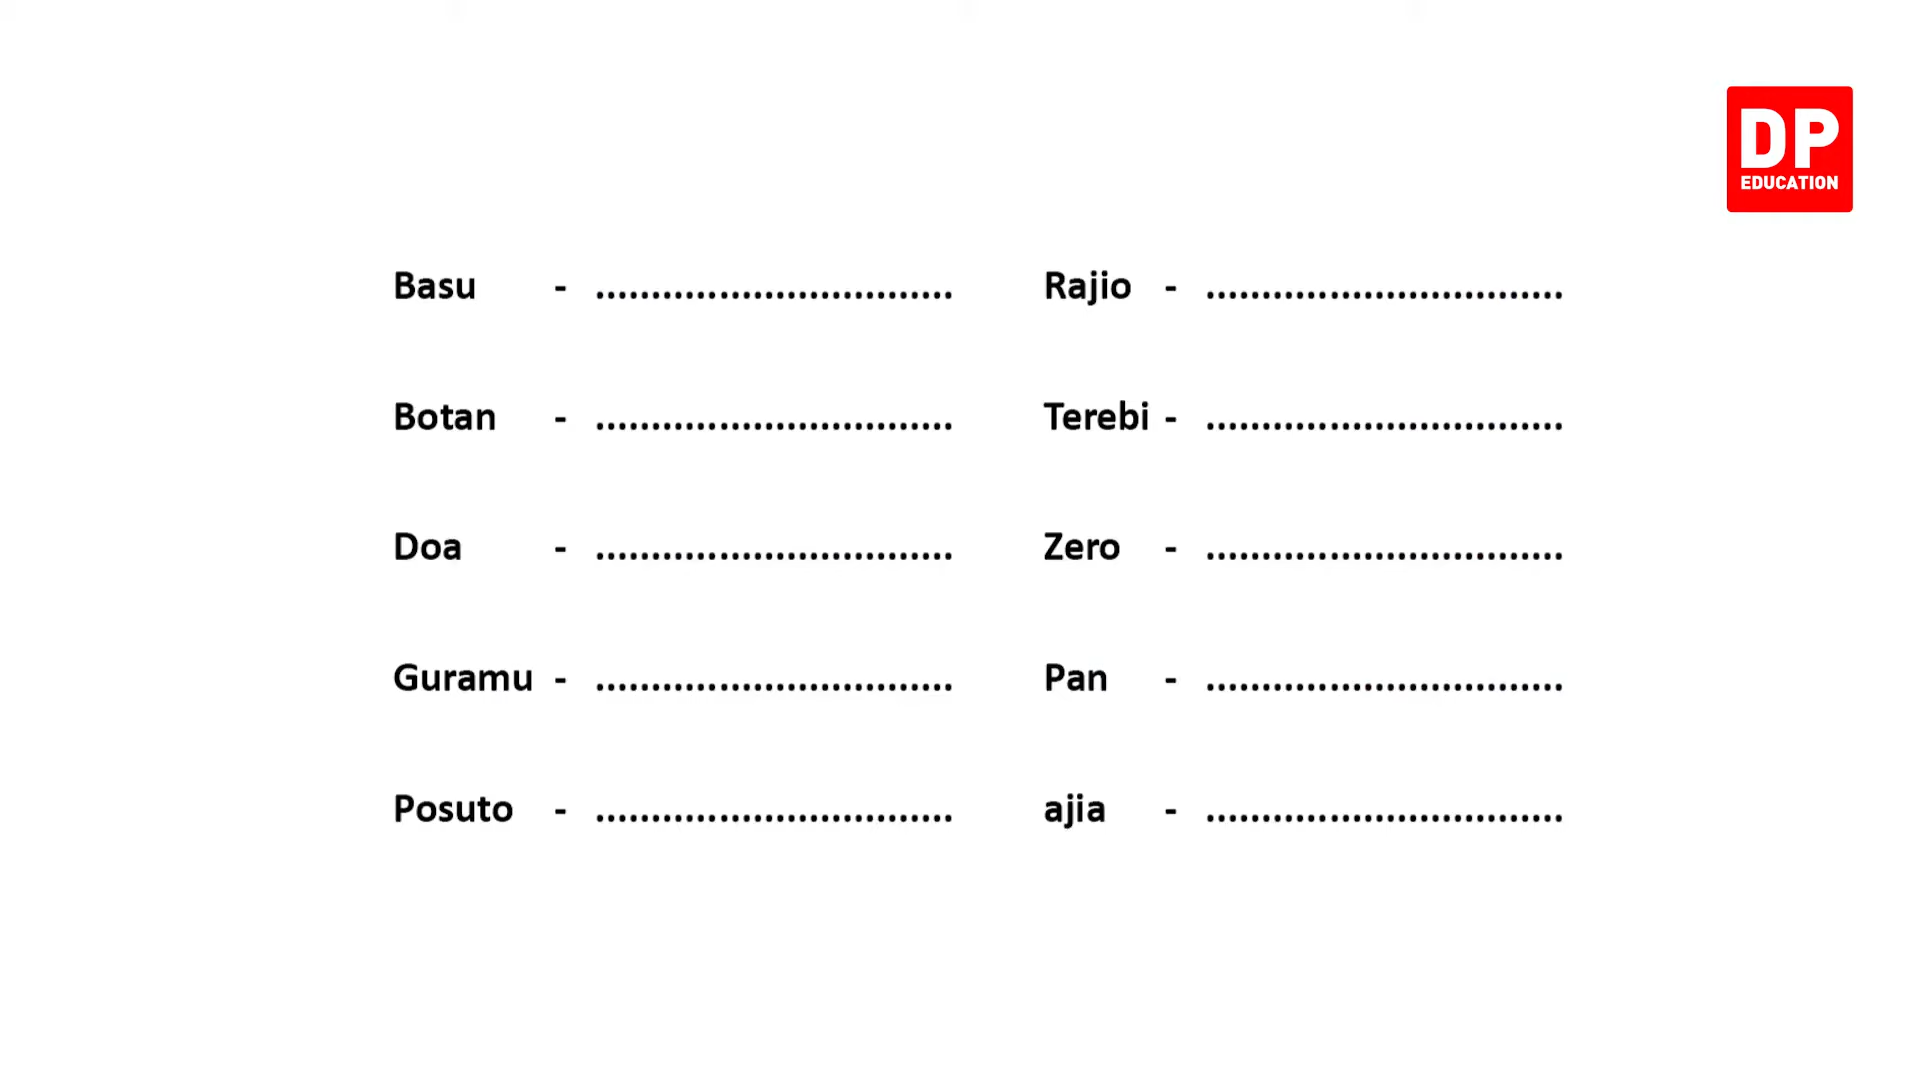 DP
EDUCATION
Basu - ................................ Rajio - ................................
Botan - ................................ Terebi - ................................
Doa - ................................ Zero - ................................
Guramu - ................................ Pan - ................................
Posuto - ................................ ajia - ................................